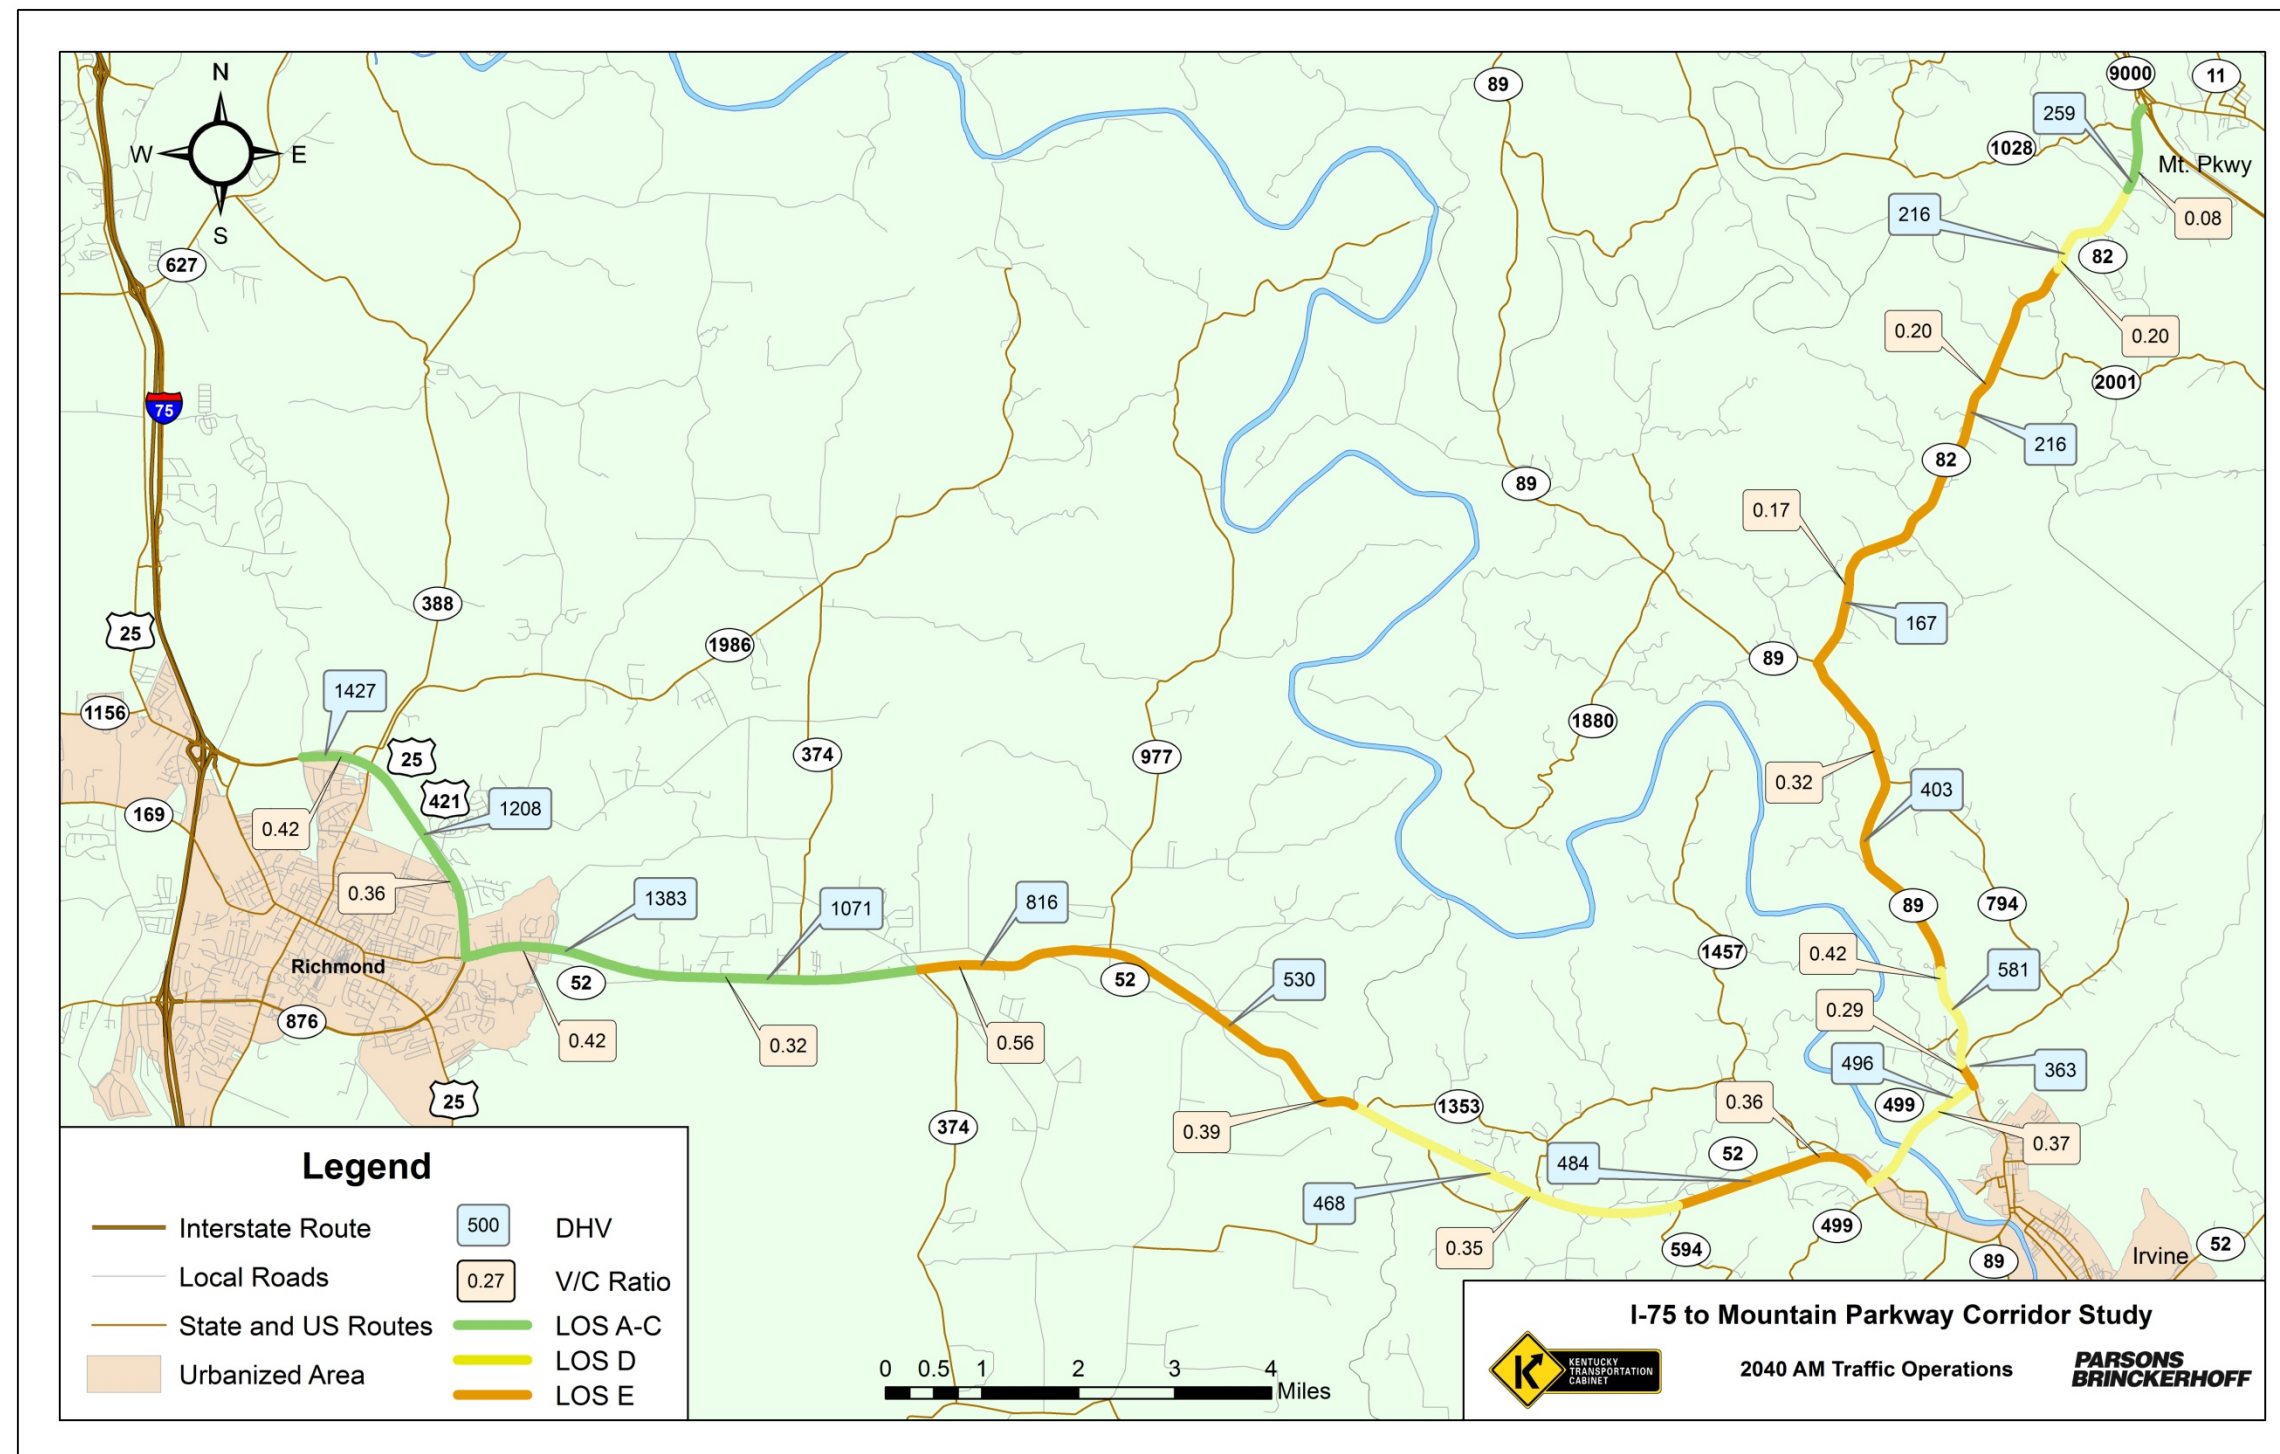 N
W
E
S
89
9000
11
259
1028
Mt. Pkwy
0.08
216
82
627
0.20
0.20
2001
75
216
82
89
0.17
388
167
25
1986
89
1427
1156
1880
25
374
977
0.32
403
421
1208
169
0.42
0.36
1383
1071
816
89
794
1457
0.42
Richmond
52
52
530
581
876
0.42
0.32
0.56
0.29
496
363
25
374
1353
0.36
499
0.39
52
484
0.37
468
0.35
594
499
89
Irvine
52
Legend
Interstate Route
500
DHV
Local Roads
0.27
V/C Ratio
State and US Routes
LOS A-C
LOS D
Urbanized Area
LOS E
0 0.5 1 2 3 4
Miles
I-75 to Mountain Parkway Corridor Study
K
KENTUCKY
TRANSPORTATION
CABINET
2040 AM Traffic Operations
PARSONS
BRINCKERHOFF